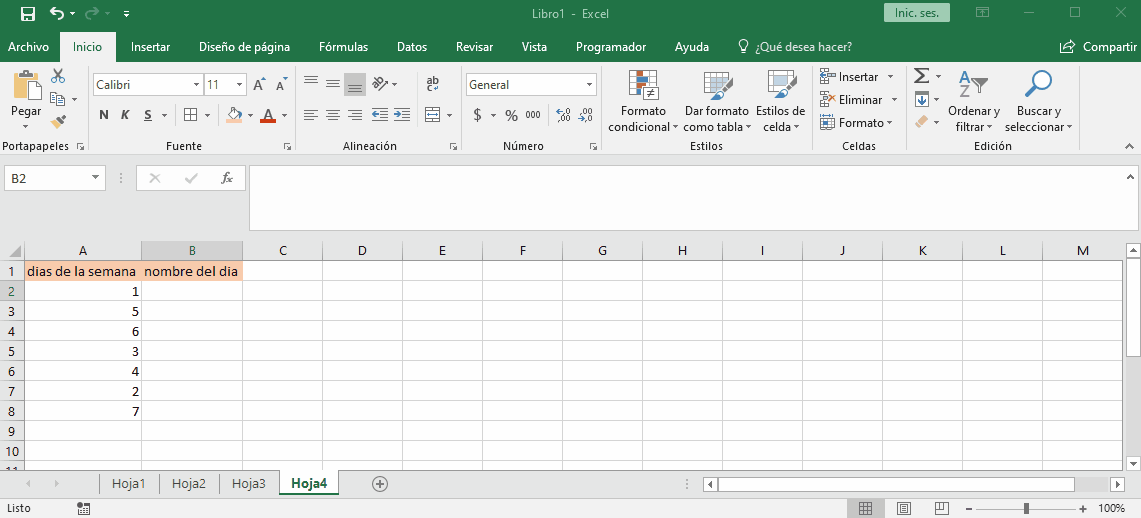 Libro1 - Excel
Inic. ses.
Archivo Inicio Insertar Diseño de página Fórmulas Datos Revisar Vista Programador Ayuda ¿Qué desea hacer? Compartir
Pegar
Portapapeles
Calibri 11
N K S
Fuente
ab
Alineación
General
$ % 000
Número
Formato condicional
Dar formato como tabla
Estilos de celda
Estilos
Insertar
Eliminar
Formato
Celdas
Ordenar y filtrar
Buscar y seleccionar
Edición
B2 fx
A B C D E F G H I J K L M
1 dias de la semana nombre del dia
2 1
3 5
4 6
5 3
6 4
7 2
8 7
9
10
11
Hoja1 Hoja2 Hoja3 Hoja4
Listo 100%